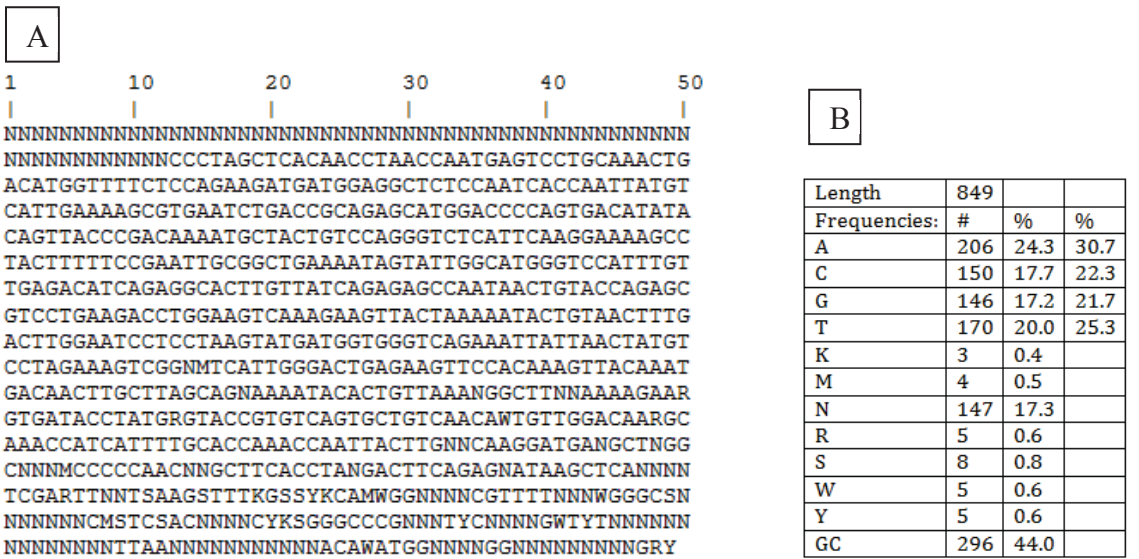 A
1 10 20 30 40 50
| | | | | |
NNNNNNNNNNNNNNNNNNNNNNNNNNNNNNNNNNNNNNNNNNNNNNNNNN
NNNNNNNNNNNNCCCTAGCTCACAACCTAACCAATGAGTCCTGCAAACTG
ACATGGTTTTCTCCAGAAGATGATGGAGGCTCTCCAATCACCAATTATGT
CATTGAAAAGCGTGAATCTGACCGCAGAGCATGGACCCCAGTGACATATA
CAGTTACCCGACAAAATGCTACTGTCCAGGGTCTCATTCAAGGAAAAGCC
TACTTTTTCCGAATTGCGGCTGAAAATAGTATTGGCATGGGTCCATTTGT
TGAGACATCAGAGGCACTTGTTATCAGAGAGCCAATAACTGTACCAGAGC
GTCCTGAAGACCTGGAAGTCAAAGAAGTTACTAAAAATACTGTAACTTTG
ACTTGGAATCCTCCTAAGTATGATGGTGGGTCAGAAATTATTAACTATGT
CCTAGAAAGTCGGNMTCATTGGGACTGAGAAGTTCCACAAAGTTACAAAT
GACAACTTGCTTAGCAGNAAAATACACTGTTAAANGGCTTNNAAAAGAAR
GTGATACCTATGRGTACCGTGTCAGTGCTGTCAACAWTGTTGGACAARGC
AAACCATCATTTTGCACCAAACCAATTACTTGNNCAAGGATGANGCTNGG
CNNNMCCCCCAACNNGCTTCACCTANGACTTCAGAGNATAAGCTCANNNN
TCGARTTNNTSAAGSTTTKGSSYKCAMWGGNNNNCGTTTTNNNWGGGCSN
NNNNNNCMSTCSACNNNNCYKSGGGCCCGNNNTYCNNNNGWTYTNNNNNN
NNNNNNNNNTTAANNNNNNNNNNACAWATGGNNNNGGNNNNNNNNNGRY
B
Length 849
Frequencies: # % %
A 206 24.3 30.7
C 150 17.7 22.3
G 146 17.2 21.7
T 170 20.0 25.3
K 3 0.4
M 4 0.5
N 147 17.3
R 5 0.6
S 8 0.8
W 5 0.6
Y 5 0.6
GC 296 44.0